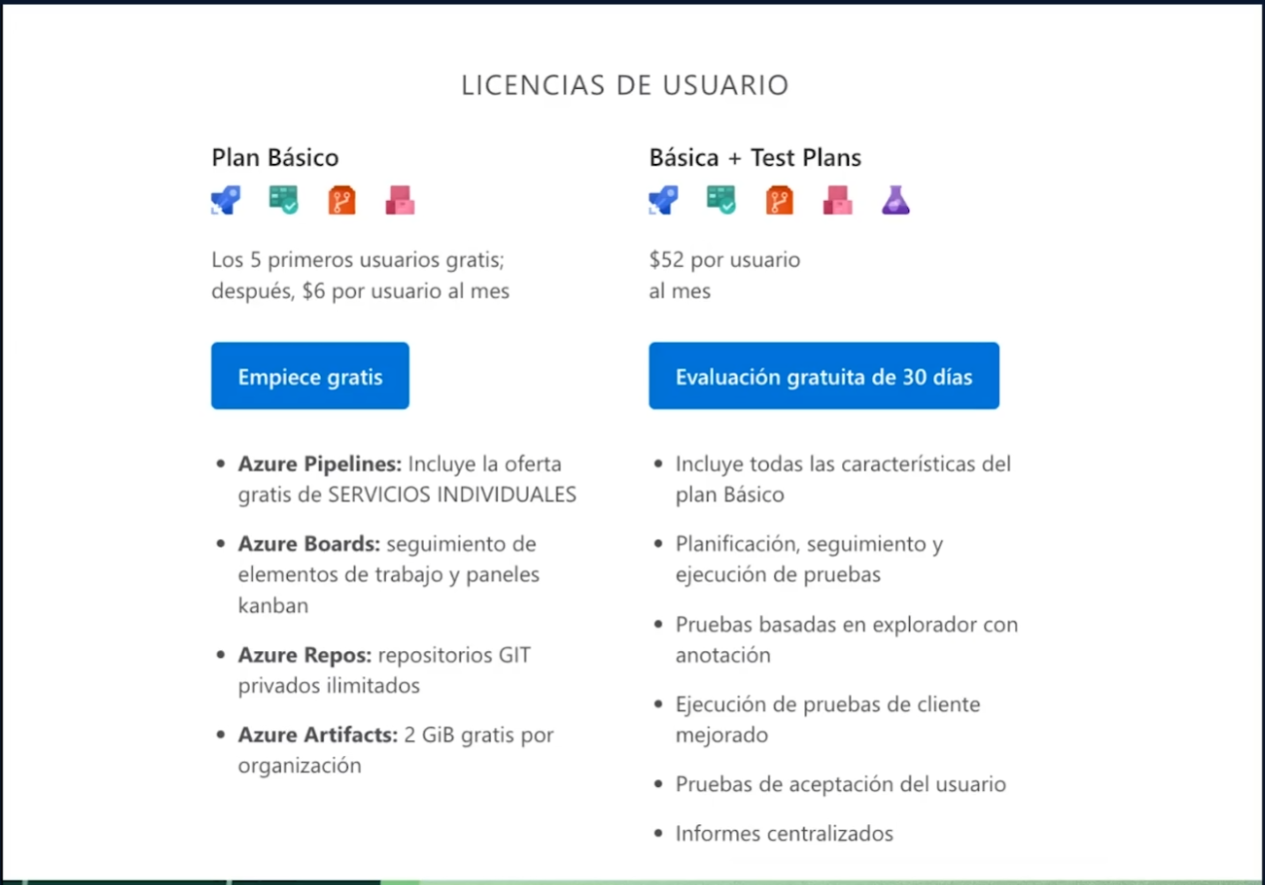 LICENCIAS DE USUARIO
Plan Básico
Los 5 primeros usuarios gratis;
después, $6 por usuario al mes
Empiece gratis
Azure Pipelines: Incluye la oferta
gratis de SERVICIOS INDIVIDUALES
Azure Boards: seguimiento de
elementos de trabajo y paneles
kanban
Azure Repos: repositorios GIT
privados ilimitados
Azure Artifacts: 2 GiB gratis por
organización
Básica + Test Plans
$52 por usuario
al mes
Evaluación gratuita de 30 días
Incluye todas las características del
plan Básico
Planificación, seguimiento y
ejecución de pruebas
Pruebas basadas en explorador con
anotación
Ejecución de pruebas de cliente
mejorado
Pruebas de aceptación del usuario
Informes centralizados